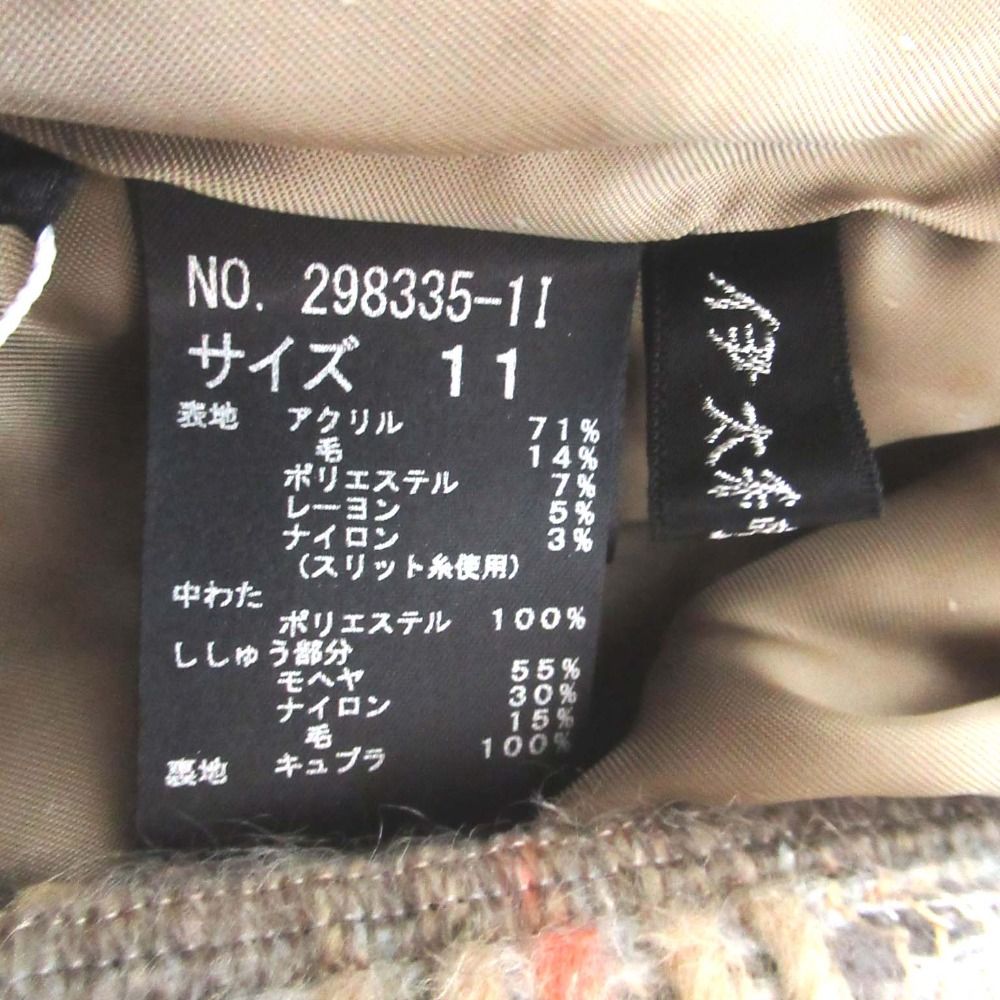 NO. 298335-1I
サイズ 11
表地 アクリル 71%
毛 14%
ポリエステル 7%
レーヨン 5%
ナイロン 3%
(スリット糸使用)
中わた
ポリエステル 100%
ししゅう部分
モヘヤ 55%
ナイロン 30%
毛 15%
裏地 キュプラ 100%